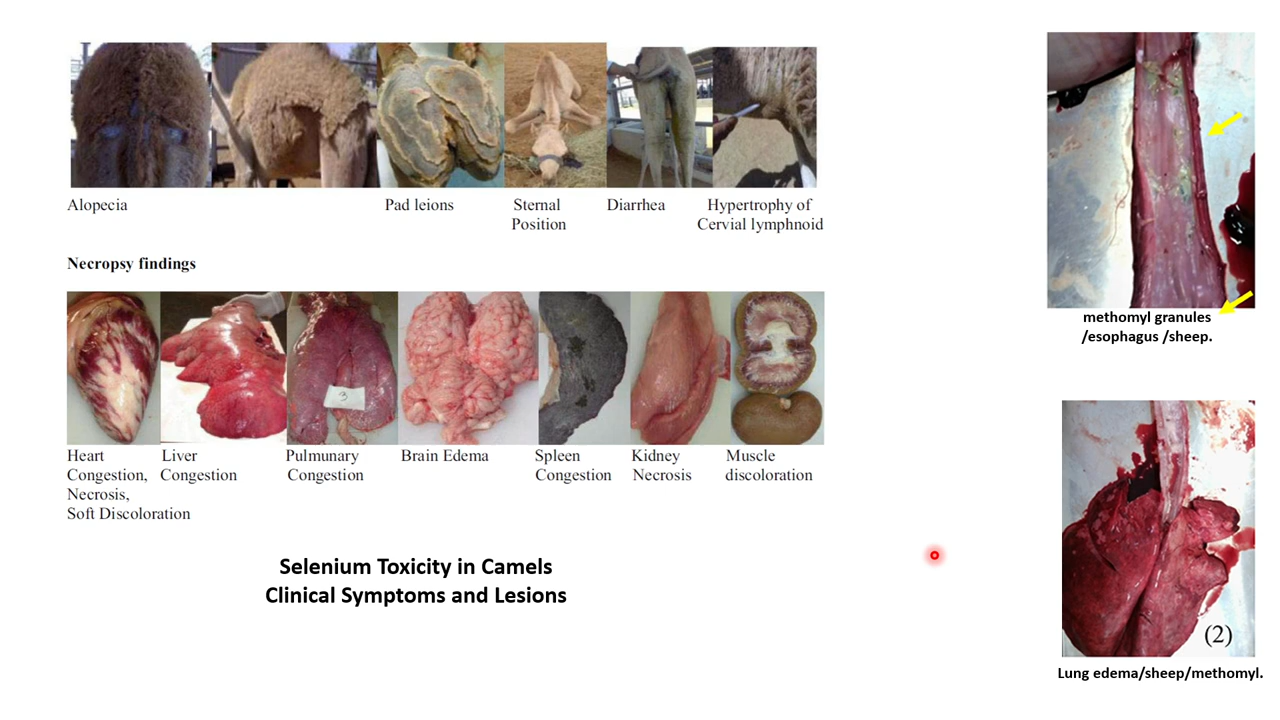 Alopecia
Pad leions
Sternal
Position
Diarrhea
Hypertrophy of
Cervial lymphnoid
Necropsy findings
3
Heart
Congestion,
Necrosis,
Soft Discoloration
Liver
Congestion
Pulmunary
Congestion
Brain Edema
Spleen
Congestion
Kidney
Necrosis
Muscle
discoloration
Selenium Toxicity in Camels
Clinical Symptoms and Lesions
methomyl granules
/esophagus /sheep.
(2)
Lung edema/sheep/methomyl.